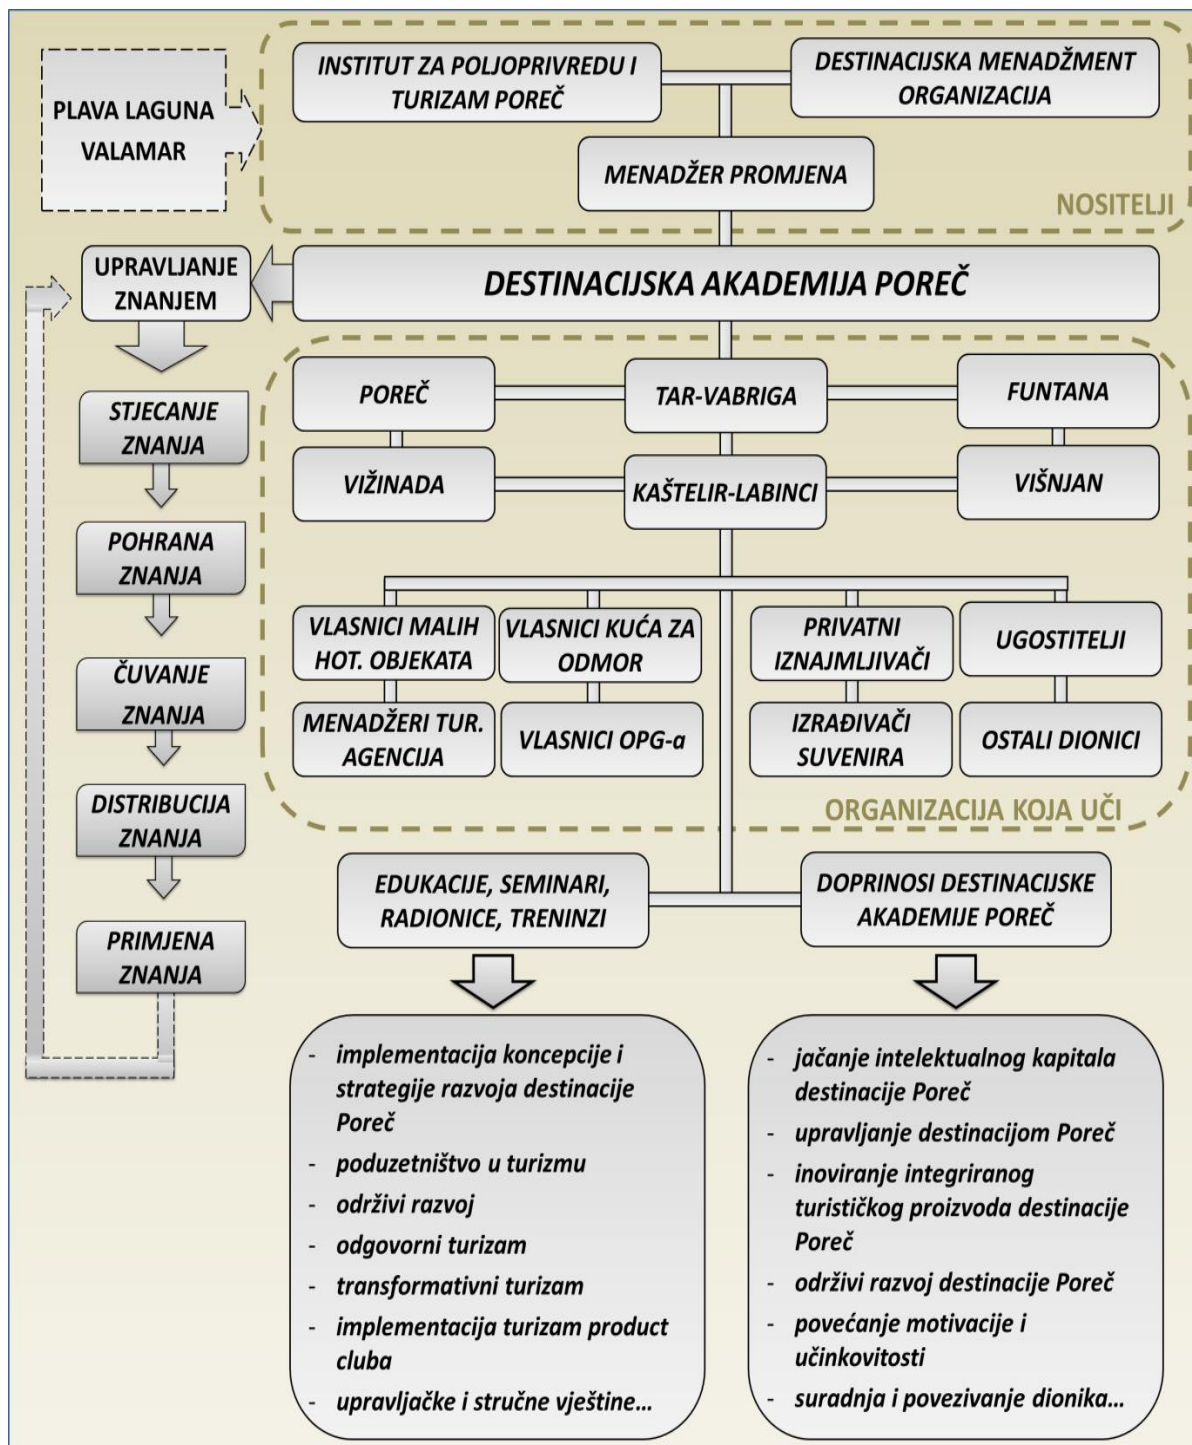 PLAVA LAGUNA
VALAMAR
INSTITUT ZA POLJOPRIVREDU I
TURIZAM POREČ
DESTINACIJSKA MENADŽMENT
ORGANIZACIJA
MENADŽER PROMJENA
NOSITELJI
UPRAVLJANJE
ZNANJEM
DESTINACIJSKA AKADEMIJA POREČ
STJECANJE
ZNANJA
POHRANA
ZNANJA
ČUVANJE
ZNANJA
DISTRIBUCIJA
ZNANJA
PRIMJENA
ZNANJA
POREČ
TAR-VABRIGA
FUNTANA
VIŽINADA
KAŠTELIR-LABINCI
VIŠNJAN
VLASNICI MALIH
HOT. OBJEKATA
VLASNICI KUĆA ZA
ODMOR
PRIVATNI
IZNAJMLJIVAČI
UGOSTITELJI
MENADŽERI TUR.
AGENCIJA
VLASNICI OPG-a
IZRAĐIVAČI
SUVENIRA
OSTALI DIONICI
ORGANIZACIJA KOJA UČI
EDUKACIJE, SEMINARI,
RADIONICE, TRENINZI
DOPRINOSI DESTINACIJSKE
AKADEMIJE POREČ
- implementacija koncepcije i
strategije razvoja destinacije
Poreč
- poduzetništvo u turizmu
- održivi razvoj
- odgovorni turizam
- transformativni turizam
- implementacija turizam product
cluba
- upravljačke i stručne vještine...
- jačanje intelektualnog kapitala
destinacije Poreč
- upravljanje destinacijom Poreč
- inoviranje integriranog
turističkog proizvoda destinacije
Poreč
- održivi razvoj destinacije Poreč
- povećanje motivacije i
učinkovitosti
- suradnja i povezivanje dionika...